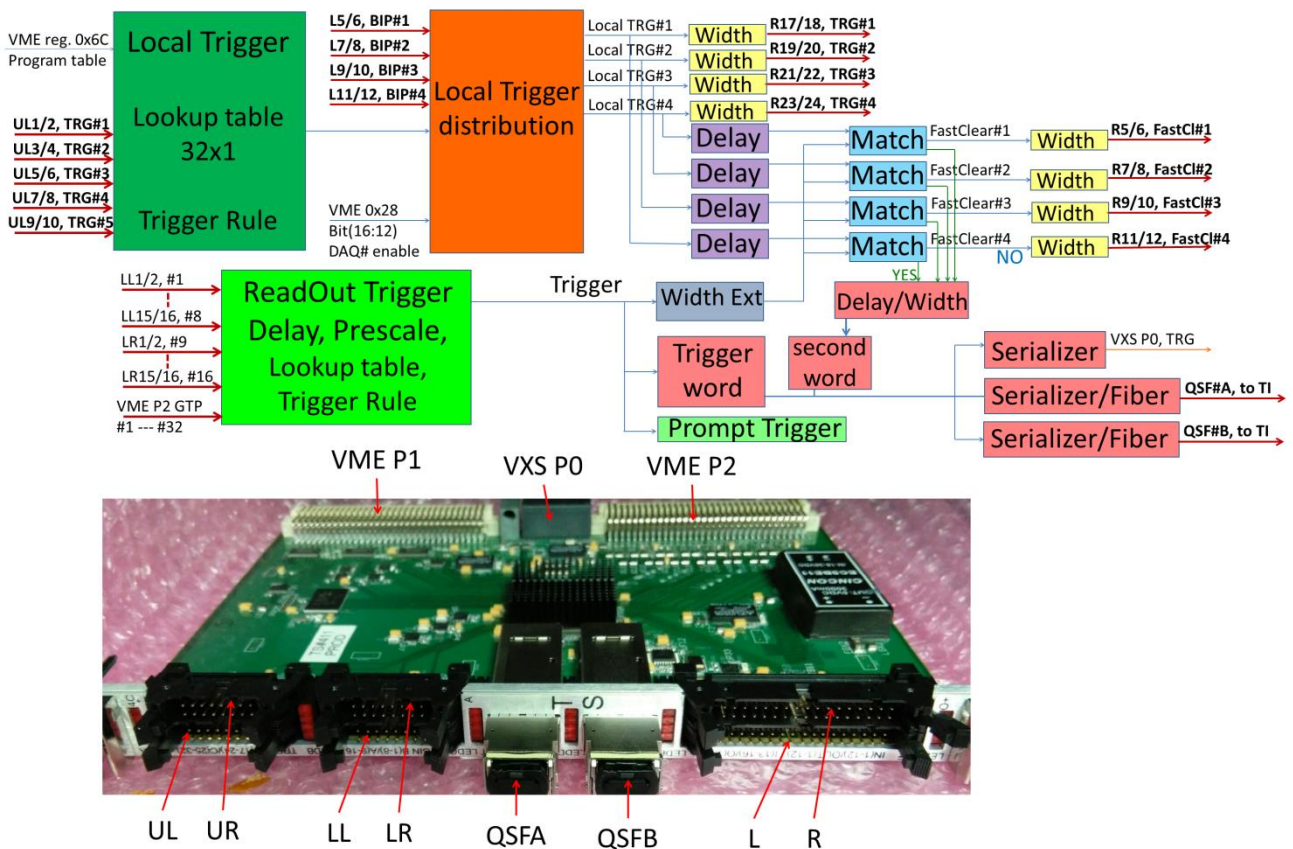 VME reg. 0x6C
Program table
UL1/2, TRG#1
UL3/4, TRG#2
UL5/6, TRG#3
UL7/8, TRG#4
UL9/10, TRG#5
Local Trigger
Lookup table
32x1
Trigger Rule
L5/6, BIP#1
L7/8, BIP#2
L9/10, BIP#3
L11/12, BIP#4
VME 0x28
Bit(16:12)
DAQ# enable
Local Trigger
distribution
Local TRG#1
Local TRG#2
Local TRG#3
Local TRG#4
Width
Width
Width
Width
R17/18, TRG#1
R19/20, TRG#2
R21/22, TRG#3
R23/24, TRG#4
Delay
Delay
Delay
Delay
Match
Match
Match
Match
FastClear#1
FastClear#2
FastClear#3
FastClear#4
NO
YES
Width
Width
Width
Width
R5/6, FastCl#1
R7/8, FastCl#2
R9/10, FastCl#3
R11/12, FastCl#4
LL1/2, #1
LL15/16, #8
LR1/2, #9
LR15/16, #16
VME P2 GTP
#1 --- #32
ReadOut Trigger
Delay, Prescale,
Lookup table,
Trigger Rule
Trigger
Width Ext
Delay/Width
Trigger
word
second
word
Prompt Trigger
Serializer
Serializer/Fiber
Serializer/Fiber
VXS P0, TRG
QSF#A, to TI
QSF#B, to TI
VME P1
VXS P0
VME P2
CINCON
PROD
A
T S
UL
UR
LL
LR
QSFA
QSFB
L
R